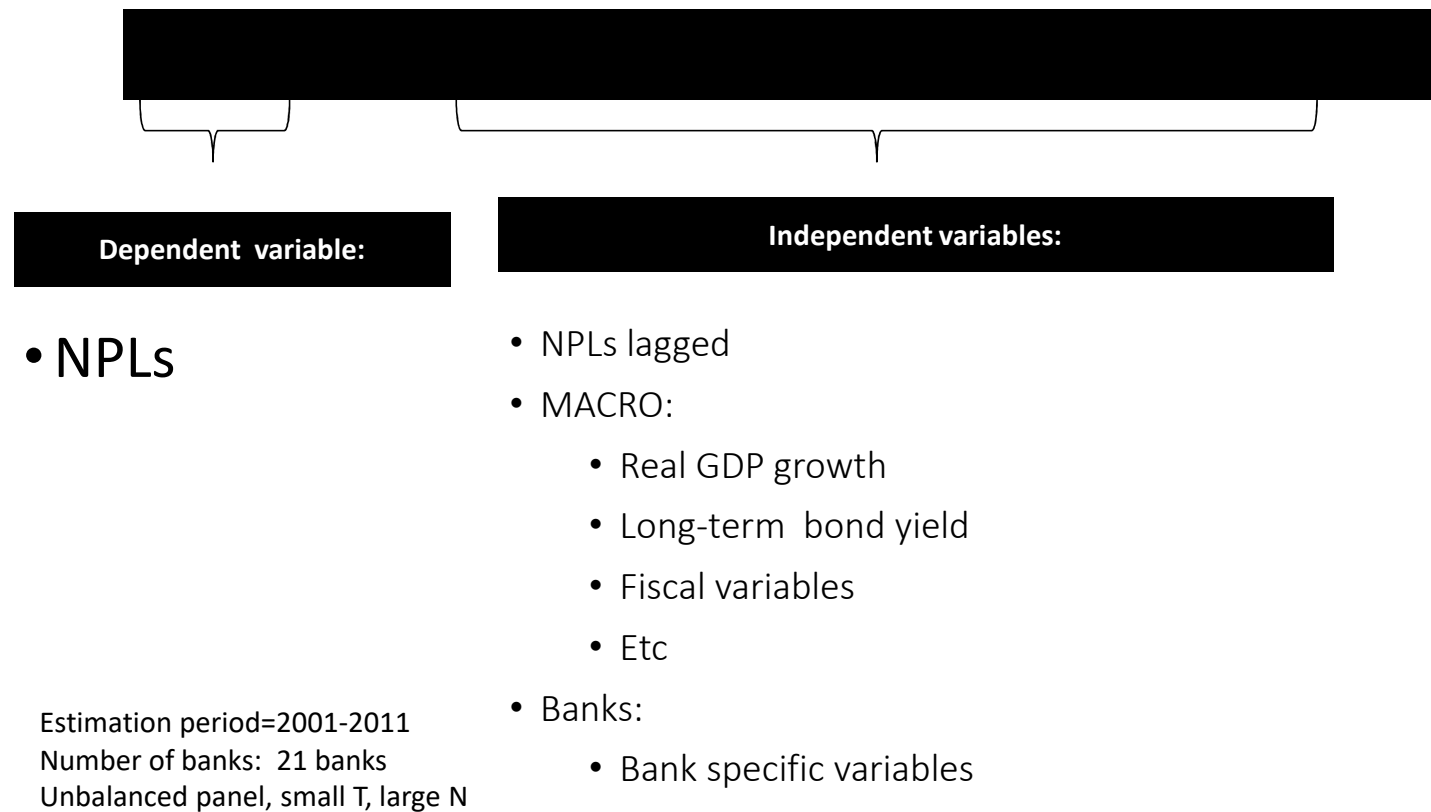 Dependent variable:
Independent variables:
• NPLs
• NPLs lagged
• MACRO:
• Real GDP growth
• Long-term bond yield
• Fiscal variables
• Etc
• Banks:
• Bank specific variables
Estimation period=2001-2011
Number of banks: 21 banks
Unbalanced panel, small T, large N